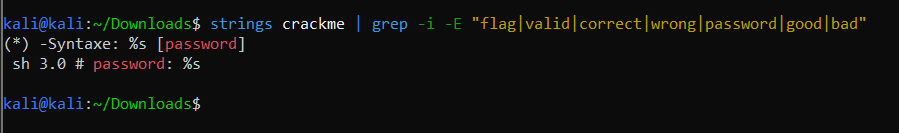 kali@kali:~/Downloads$ strings crackme | grep -i -E "flag|valid|correct|wrong|password|good|bad"
(*) -Syntaxe: %s [password]
 sh 3.0 # password: %s
kali@kali:~/Downloads$